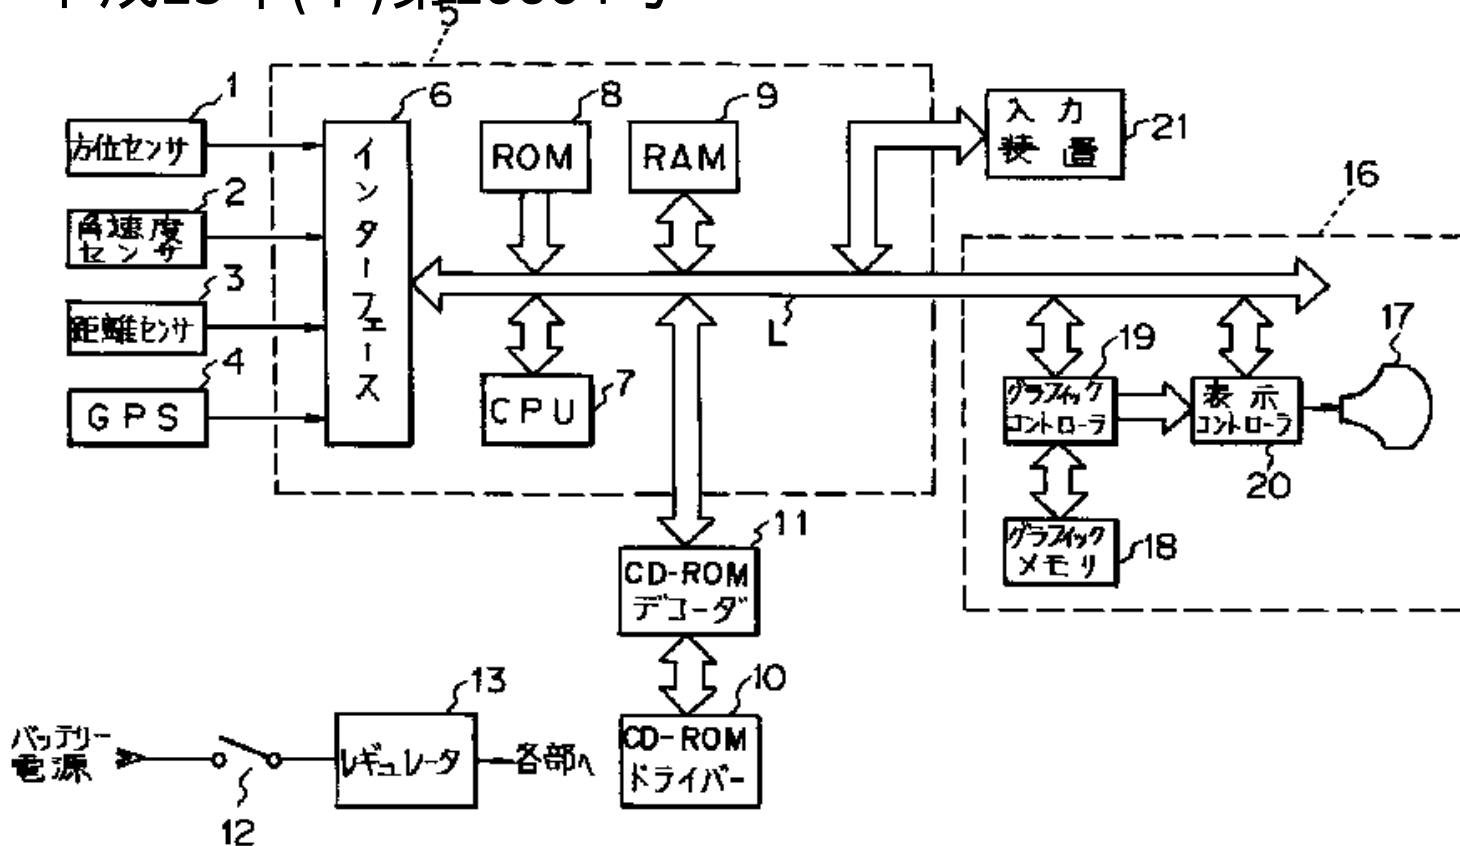 5
1
方位センサ
2
角速度
センサ
3
距離センサ
4
GPS
6
インターフェース
8
ROM
9
RAM
7
CPU
L
入力
装置
21
16
17
19
グラフィック
コントローラ
表示
コントローラ
20
グラフィック
メモリ
18
11
CD-ROM
デコーダ
10
CD-ROM
ドライバー
13
レギュレータ
バッテリー
電源
12
各部へ